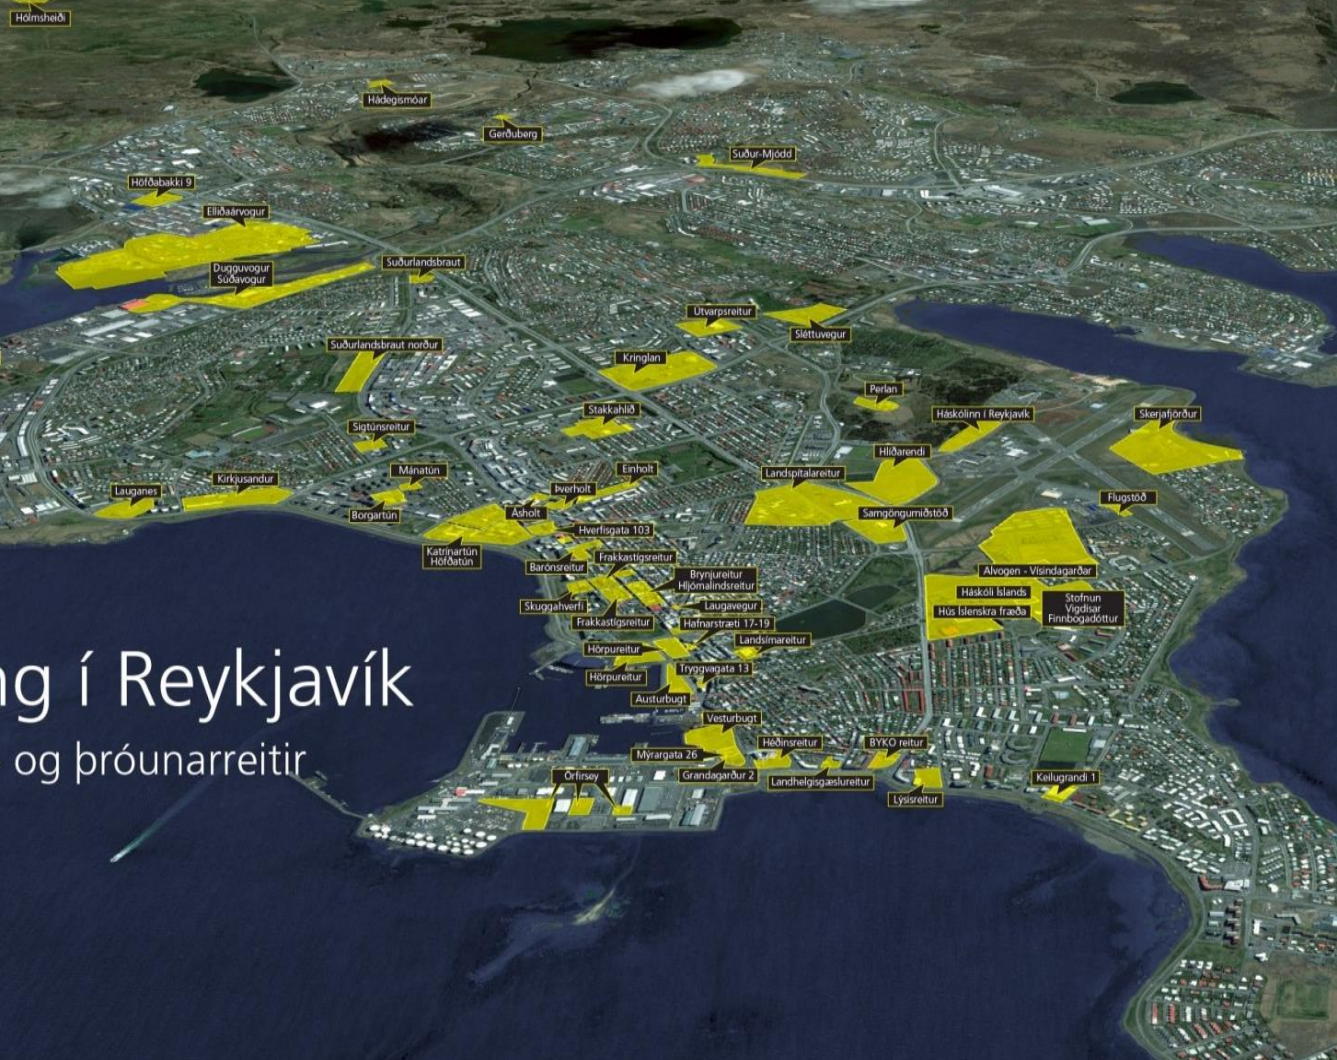 Hólmsheiði
Hádegismóar
Gerðuberg
Suður-Mjódd
Höfðabakki 9
Elliðaárvogur
Dugguvogur
Súðavogur
Suðurlandsbraut
Útvarpsreitur
Sléttuvegur
Suðurlandsbraut norður
Kringlan
Perlan
Stakkahlíð
Háskólinn í Reykjavík
Skerjafjörður
Sigtúnsreitur
Hlíðarendi
Mánatún
Einholt
Landspítalareitur
Kirkjusandur
Lauganes
Þverholt
Flugstöð
Borgartún
Ásholt
Samgöngumiðstöð
Hverfisgata 103
Katrínartún
Höfðatún
Barónsreitur
Frakkastígsreitur
Alvogen - Vísindagarðar
Brynjureitur
Hljómalindsreitur
Háskóli Íslands
Stofnun
Vigdísar
Finnbogadóttur
Skuggahverfi
Laugavegur
Hús Íslenskra fræða
Frakkastígsreitur
Hafnarstræti 17-19
Landsímareitur
Hörpureitur
Tryggvagata 13
Hörpureitur
ng í Reykjavík
Austurbugt
Vesturbugt
og þróunarreitir
Mýrargata 26
Héðinsreitur
BYKO reitur
Örfirsey
Grandagarður 2
Landhelgisgæslureitur
Keilugrandi 1
Lýsisreitur